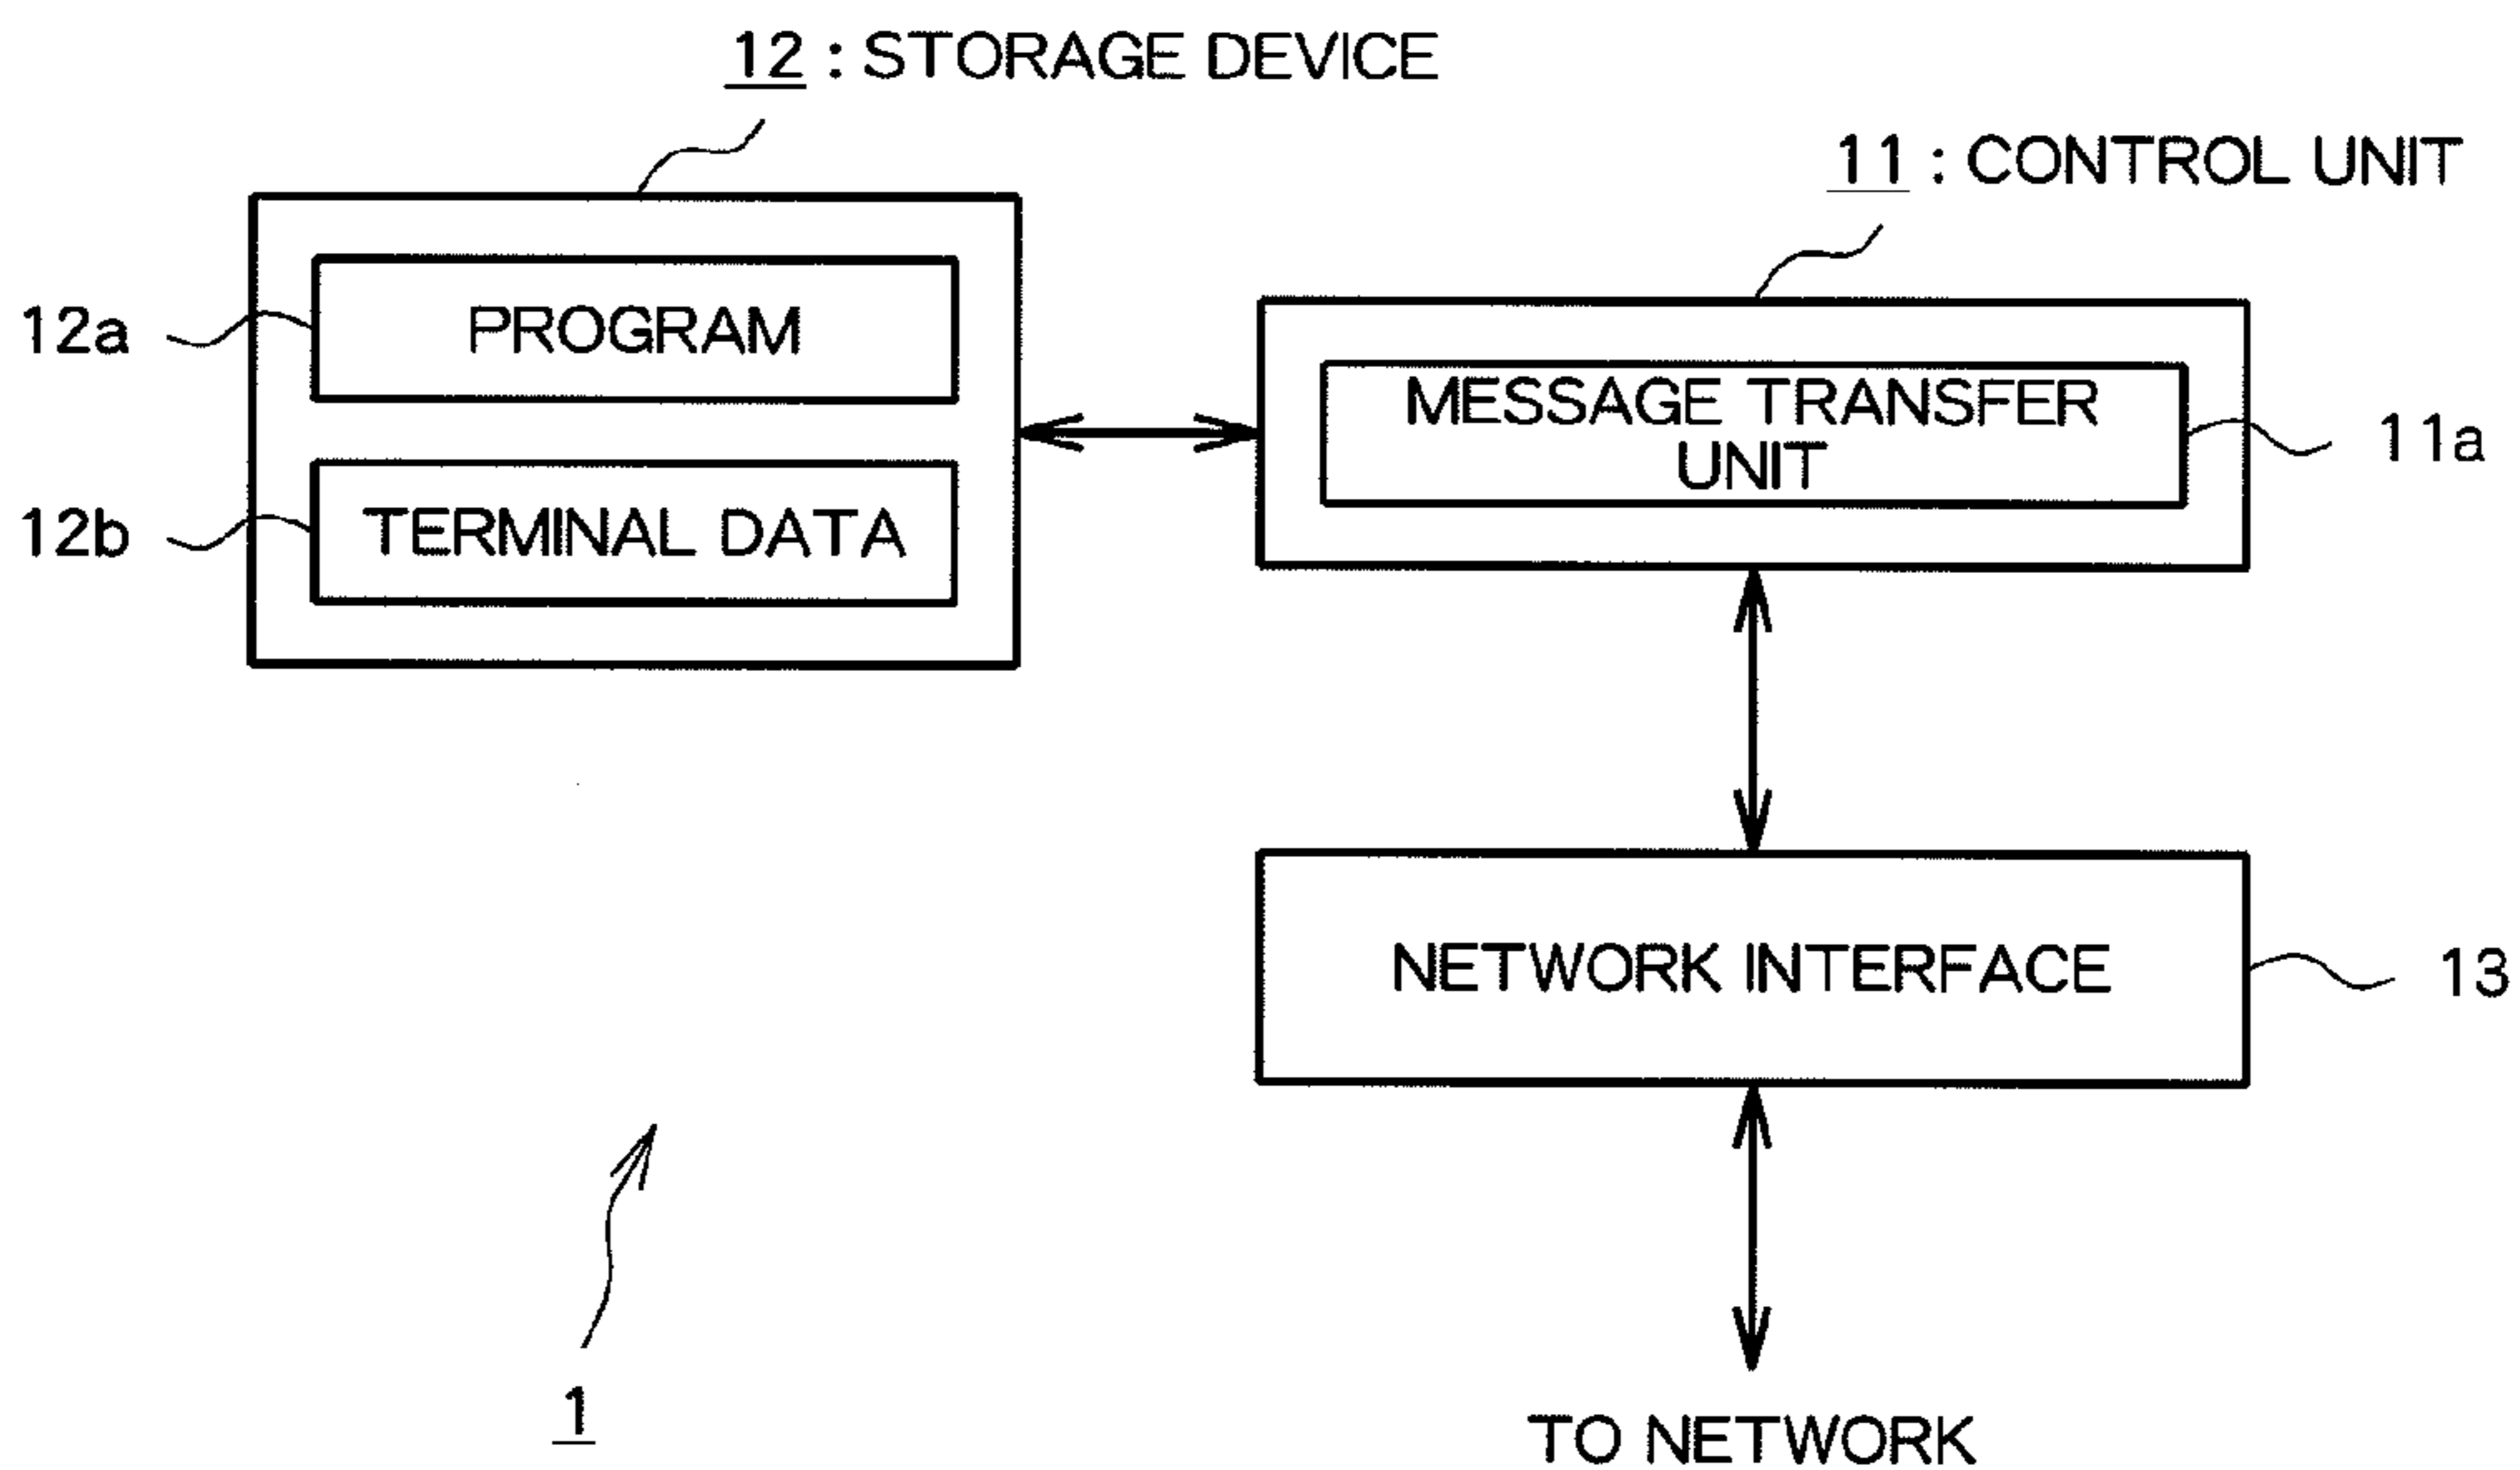 12 : STORAGE DEVICE
11 : CONTROL UNIT
12a
PROGRAM
MESSAGE TRANSFER
UNIT
11a
12b
TERMINAL DATA
NETWORK INTERFACE
13
1
TO NETWORK